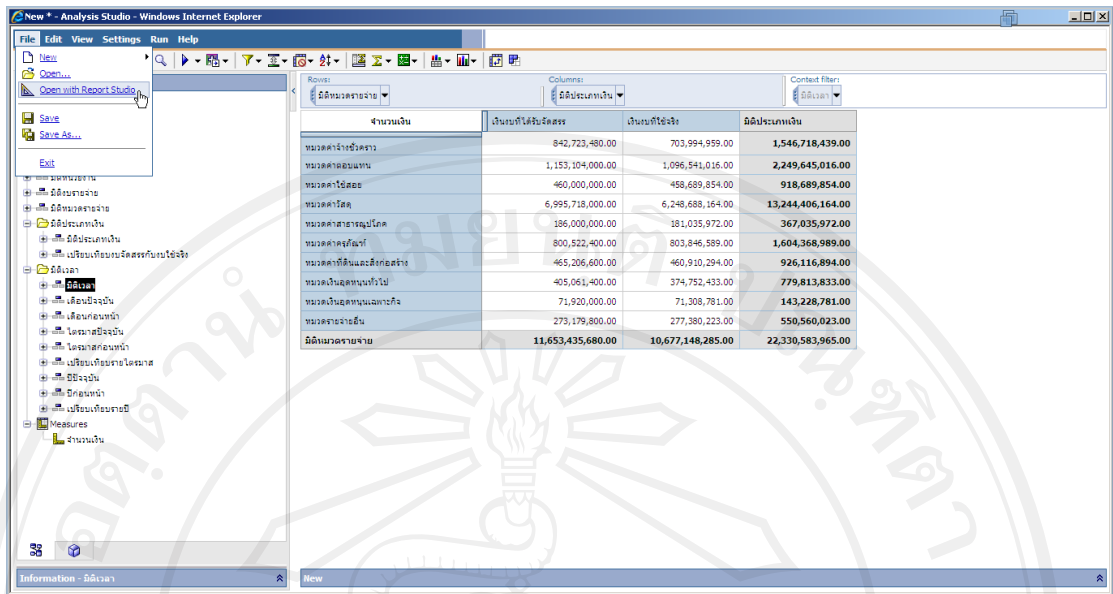 New * - Analysis Studio - Windows Internet Explorer
File Edit View Settings Run Help
New
Open...
Open with Report Studio
Save
Save As...
Exit
มิติหน่วยงาน
มิติงบรายจ่าย
มิติหมวดรายจ่าย
มิติประเภทเงิน
มิติประเภทเงิน
เปรียบเทียบงบจัดสรรกับงบใช้จริง
มิติเวลา
มิติเวลา
เดือนปัจจุบัน
เดือนก่อนหน้า
ไตรมาสปัจจุบัน
ไตรมาสก่อนหน้า
เปรียบเทียบรายไตรมาส
ปีปัจจุบัน
ปีก่อนหน้า
เปรียบเทียบรายปี
Measures
จำนวนเงิน
Information - มิติเวลา
Rows: Columns: Context filter:
มิติหมวดรายจ่าย มิติประเภทเงิน มิติเวลา
จำนวนเงิน เงินงบที่ได้รับจัดสรร เงินงบที่ใช้จริง มิติประเภทเงิน
หมวดค่าจ้างชั่วคราว 842,723,480.00 703,994,959.00 1,546,718,439.00
หมวดค่าตอบแทน 1,153,104,000.00 1,096,541,016.00 2,249,645,016.00
หมวดค่าใช้สอย 460,000,000.00 458,689,854.00 918,689,854.00
หมวดค่าวัสดุ 6,995,718,000.00 6,248,688,164.00 13,244,406,164.00
หมวดค่าสาธารณูปโภค 186,000,000.00 181,035,972.00 367,035,972.00
หมวดค่าครุภัณฑ์ 800,522,400.00 803,846,589.00 1,604,368,989.00
หมวดค่าที่ดินและสิ่งก่อสร้าง 465,206,600.00 460,910,294.00 926,116,894.00
หมวดเงินอุดหนุนทั่วไป 405,061,400.00 374,752,433.00 779,813,833.00
หมวดเงินอุดหนุนเฉพาะกิจ 71,920,000.00 71,308,781.00 143,228,781.00
หมวดรายจ่ายอื่น 273,179,800.00 277,380,223.00 550,560,023.00
มิติหมวดรายจ่าย 11,653,435,680.00 10,677,148,285.00 22,330,583,965.00
New